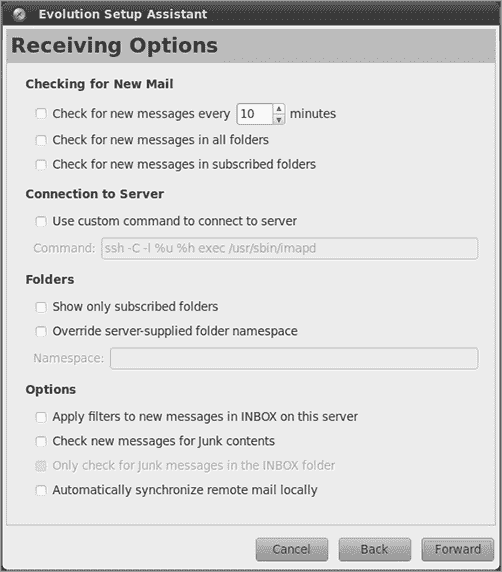 Evolution Setup Assistant
Receiving Options
Checking for New Mail
Check for new messages every 10 minutes
Check for new messages in all folders
Check for new messages in subscribed folders
Connection to Server
Use custom command to connect to server
Command: ssh -C -l %u %h exec /usr/sbin/imapd
Folders
Show only subscribed folders
Override server-supplied folder namespace
Namespace:
Options
Apply filters to new messages in INBOX on this server
Check new messages for Junk contents
Only check for Junk messages in the INBOX folder
Automatically synchronize remote mail locally
Cancel Back Forward